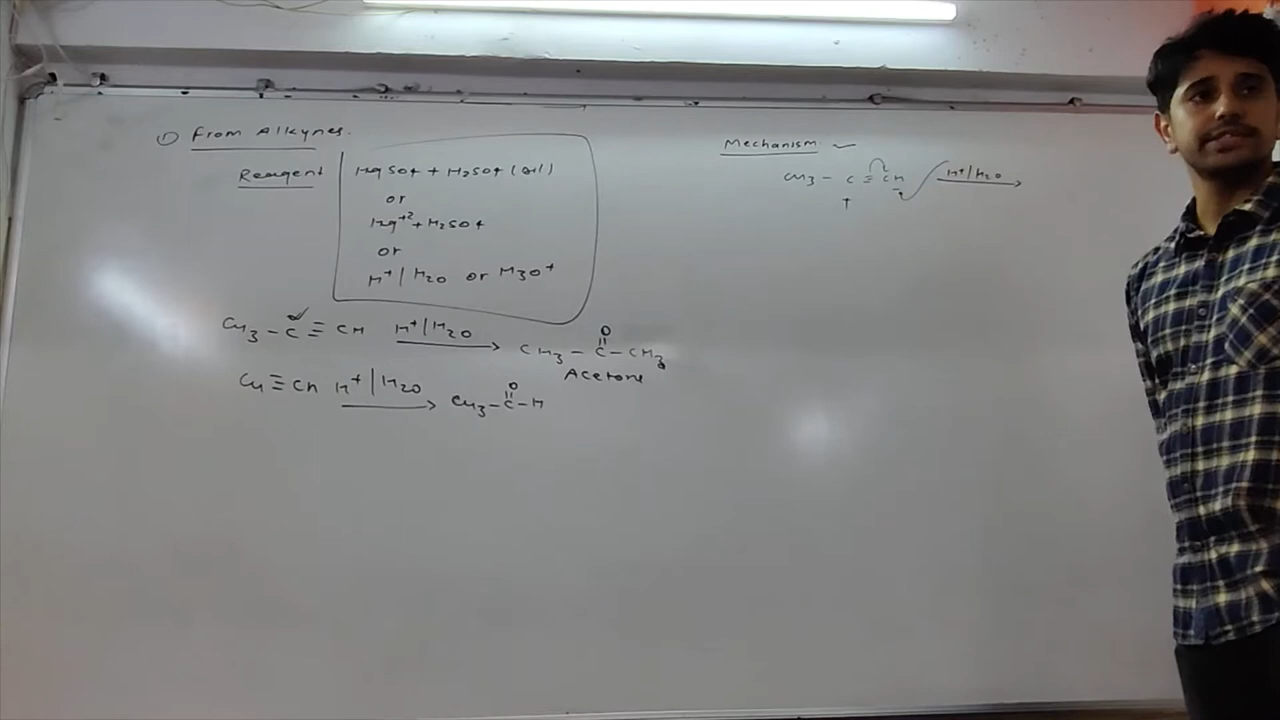 ① From Alkynes.
Reagent HgSO4 + H2SO4 (dil)
or
Hg+2 + H2SO4
or
H+ / H2O or H3O+
CH3 - C ≡ CH H+ / H2O CH3 - C - CH3
O
Acetone
CH ≡ CH H+ / H2O CH3 - C - H
O
Mechanism
CH3 - C ≡ CH H+ / H2O
+ -